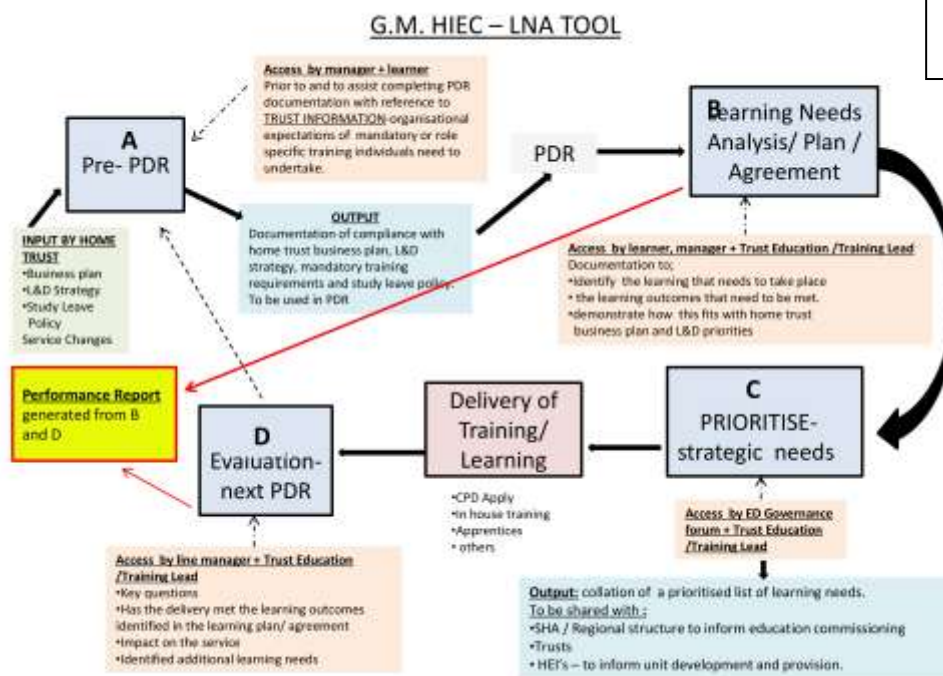 G.M. HIEC – LNA TOOL
Access by manager + learner
Prior to and to assist completing PDR
documentation with reference to
TRUST INFORMATION-organisational
expectations of mandatory or role
specific training individuals need to
undertake.
A
Pre- PDR
PDR
B
Learning Needs
Analysis/ Plan /
Agreement
INPUT BY HOME
TRUST
•Business plan
•L&D Strategy
•Study Leave
Policy
Service Changes
OUTPUT
Documentation of compliance with
home trust business plan, L&D
strategy, mandatory training
requirements and study leave policy.
To be used in PDR
Access by learner, manager + Trust Education /Training Lead
Documentation to;
•Identify the learning that needs to take place
• the learning outcomes that need to be met.
•demonstrate how this fits with home trust
business plan and L&D priorities
Performance Report
generated from B
and D
D
Evaluation-
next PDR
Delivery of
Training/
Learning
•CPD Apply
•In house training
•Apprentices
• others
C
PRIORITISE-
strategic needs
Access by ED Governance
forum + Trust Education
/Training Lead
Access by line manager + Trust Education
/Training Lead
•Key questions
•Has the delivery met the learning outcomes
identified in the learning plan/ agreement
•Impact on the service
•Identified additional learning needs
Output: collation of a prioritised list of learning needs.
To be shared with :
•SHA / Regional structure to inform education commissioning
•Trusts
• HEI's – to inform unit development and provision.